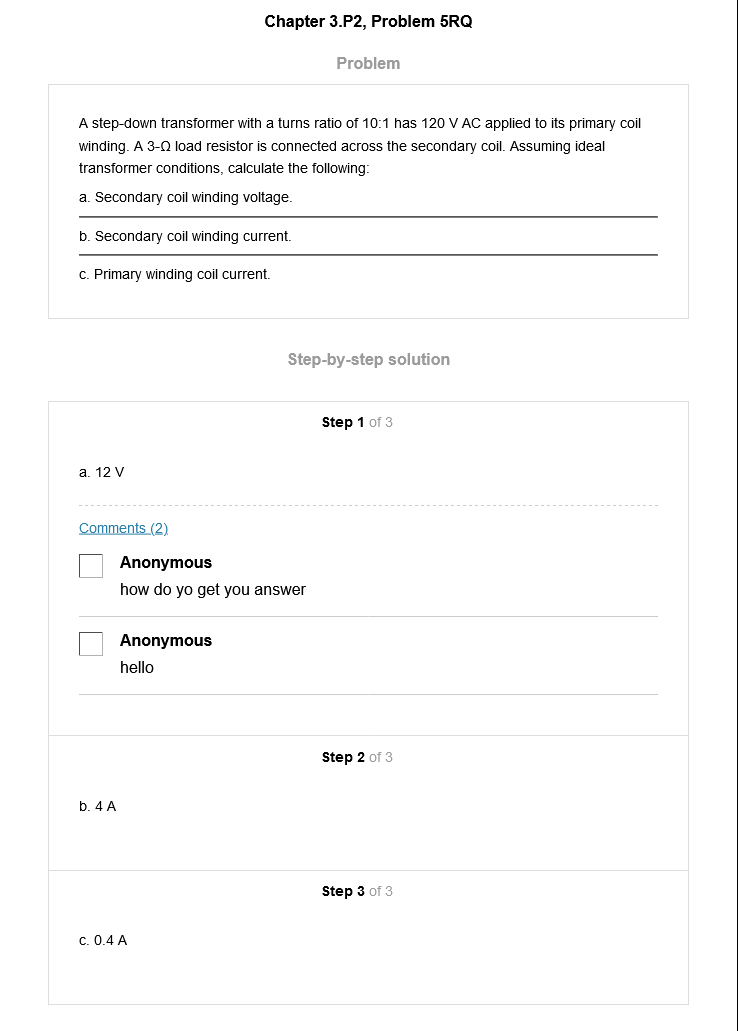 Chapter 3.P2, Problem 5RQ
Problem
A step-down transformer with a turns ratio of 10:1 has 120 V AC applied to its primary coil
winding. A 3-Ω load resistor is connected across the secondary coil. Assuming ideal
transformer conditions, calculate the following:
a. Secondary coil winding voltage.
b. Secondary coil winding current.
c. Primary winding coil current.
Step-by-step solution
Step 1 of 3
a. 12 V
Comments (2)
Anonymous
how do yo get you answer
Anonymous
hello
Step 2 of 3
b. 4 A
Step 3 of 3
c. 0.4 A